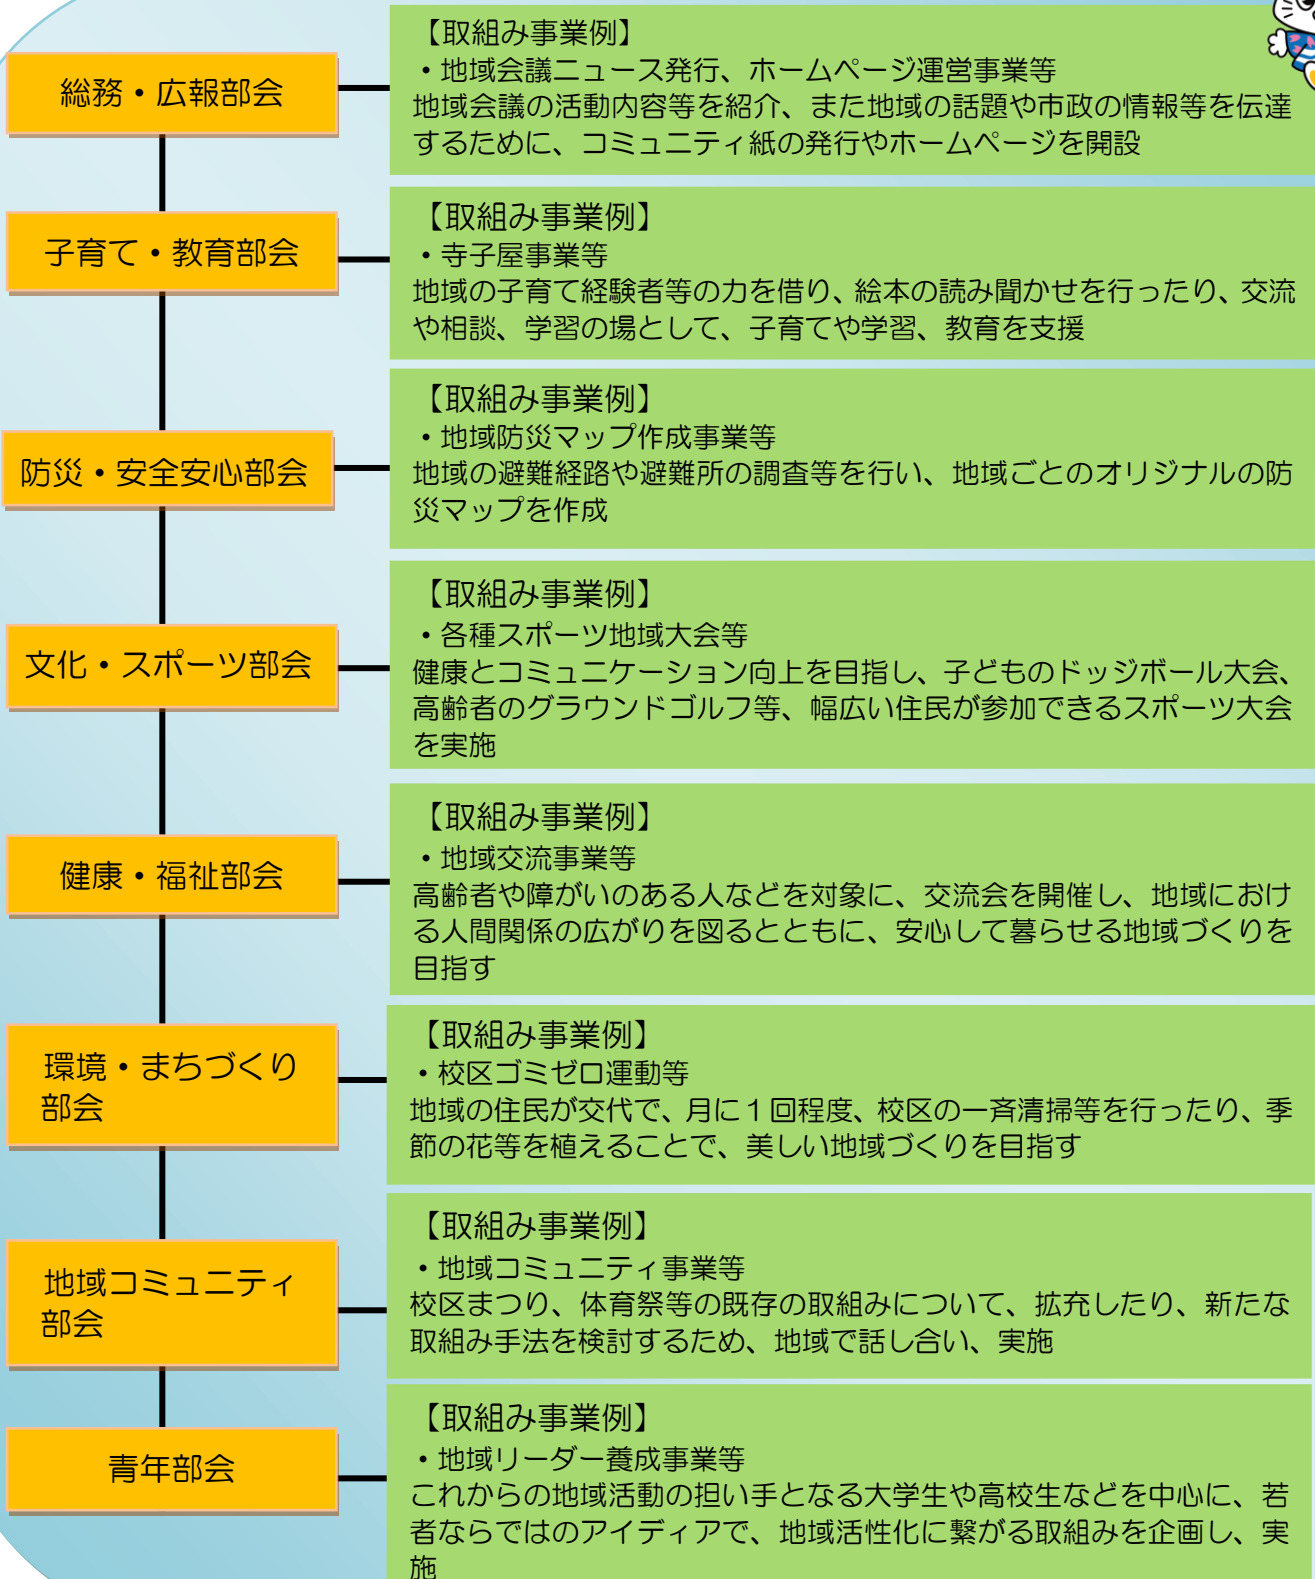 総務・広報部会
【取組み事業例】
・地域会議ニュース発行、ホームページ運営事業等
地域会議の活動内容等を紹介、また地域の話題や市政の情報等を伝達
するために、コミュニティ紙の発行やホームページを開設
子育て・教育部会
【取組み事業例】
・寺子屋事業等
地域の子育て経験者等の力を借り、絵本の読み聞かせを行ったり、交流
や相談、学習の場として、子育てや学習、教育を支援
防災・安全安心部会
【取組み事業例】
・地域防災マップ作成事業等
地域の避難経路や避難所の調査等を行い、地域ごとのオリジナルの防
災マップを作成
文化・スポーツ部会
【取組み事業例】
・各種スポーツ地域大会等
健康とコミュニケーション向上を目指し、子どものドッジボール大会、
高齢者のグラウンドゴルフ等、幅広い住民が参加できるスポーツ大会
を実施
健康・福祉部会
【取組み事業例】
・地域交流事業等
高齢者や障がいのある人などを対象に、交流会を開催し、地域におけ
る人間関係の広がりを図るとともに、安心して暮らせる地域づくりを
目指す
環境・まちづくり
部会
【取組み事業例】
・校区ゴミゼロ運動等
地域の住民が交代で、月に１回程度、校区の一斉清掃等を行ったり、季
節の花等を植えることで、美しい地域づくりを目指す
地域コミュニティ
部会
【取組み事業例】
・地域コミュニティ事業等
校区まつり、体育祭等の既存の取組みについて、拡充したり、新たな
取組み手法を検討するため、地域で話し合い、実施
青年部会
【取組み事業例】
・地域リーダー養成事業等
これからの地域活動の担い手となる大学生や高校生などを中心に、若
者ならではのアイディアで、地域活性化に繋がる取組みを企画し、実
施